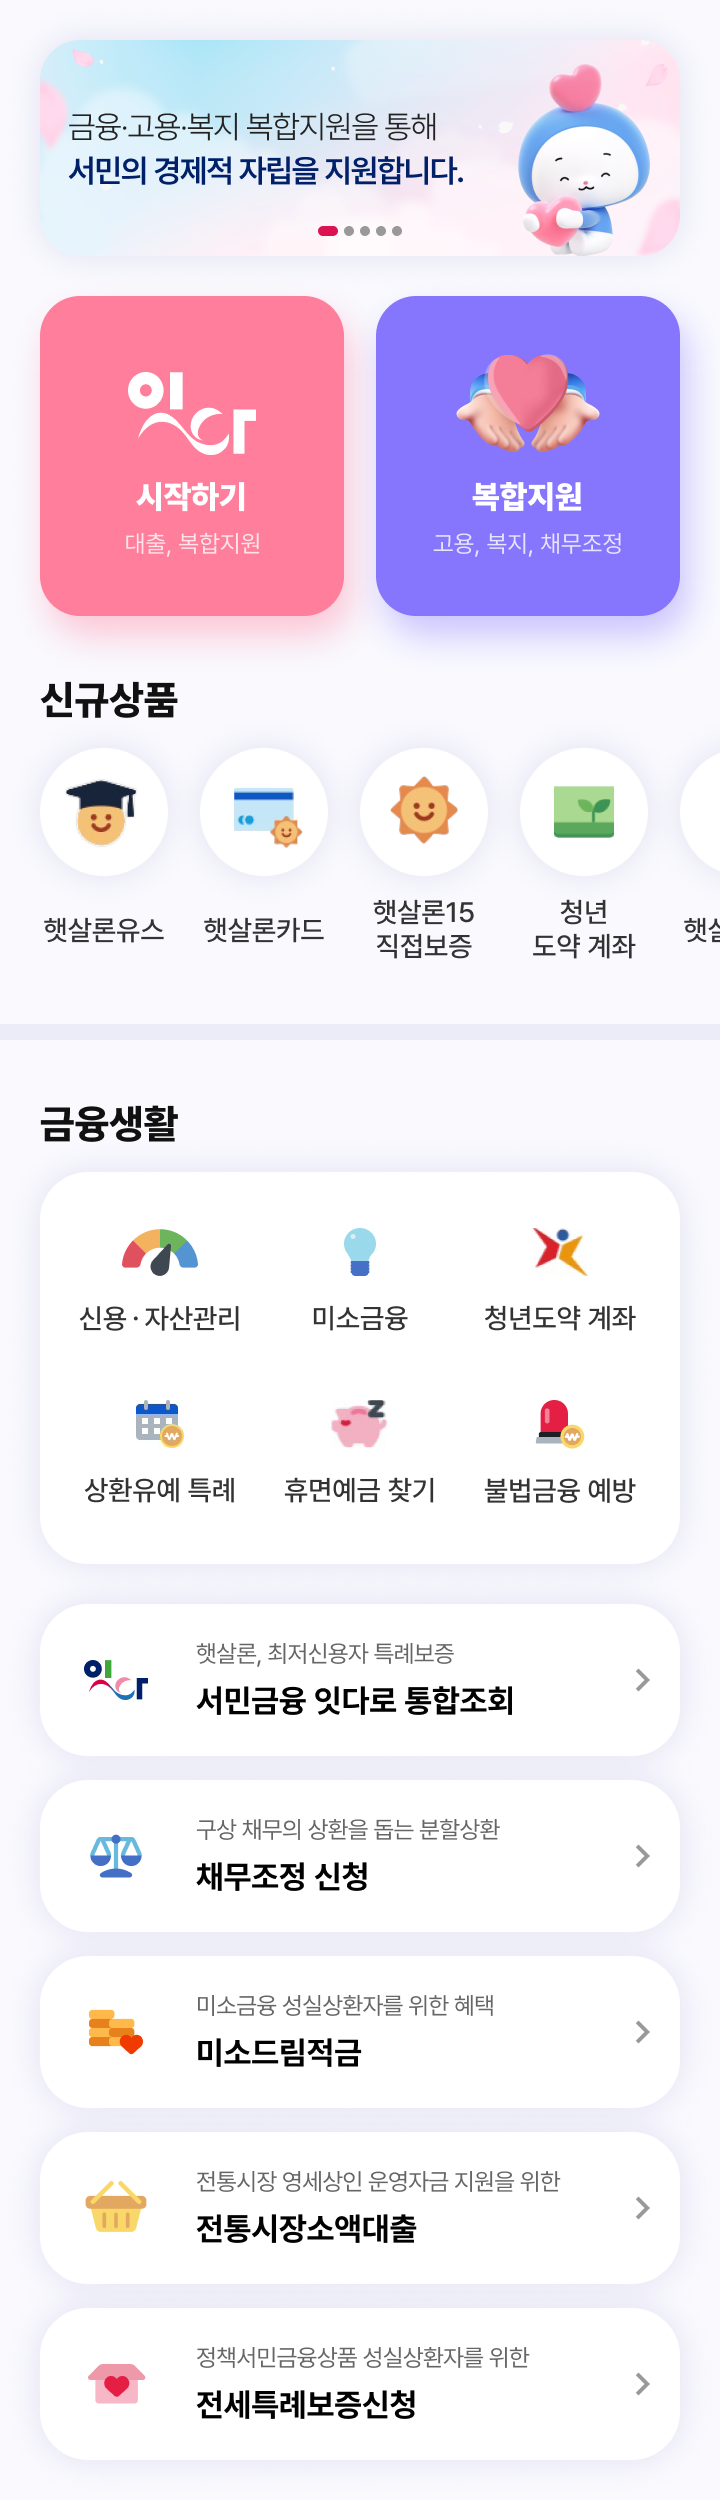 금융·고용·복지 복합지원을 통해
서민의 경제적 자립을 지원합니다.
잇다
시작하기
대출, 복합지원
복합지원
고용, 복지, 채무조정
신규상품
햇살론유스
햇살론카드
햇살론15
직접보증
청년
도약 계좌
금융생활
신용·자산관리
미소금융
청년도약 계좌
상환유예 특례
휴면예금 찾기
불법금융 예방
잇다
햇살론, 최저신용자 특례보증
서민금융 잇다로 통합조회
구상 채무의 상환을 돕는 분할상환
채무조정 신청
미소금융 성실상환자를 위한 혜택
미소드림적금
전통시장 영세상인 운영자금 지원을 위한
전통시장소액대출
정책서민금융상품 성실상환자를 위한
전세특례보증신청